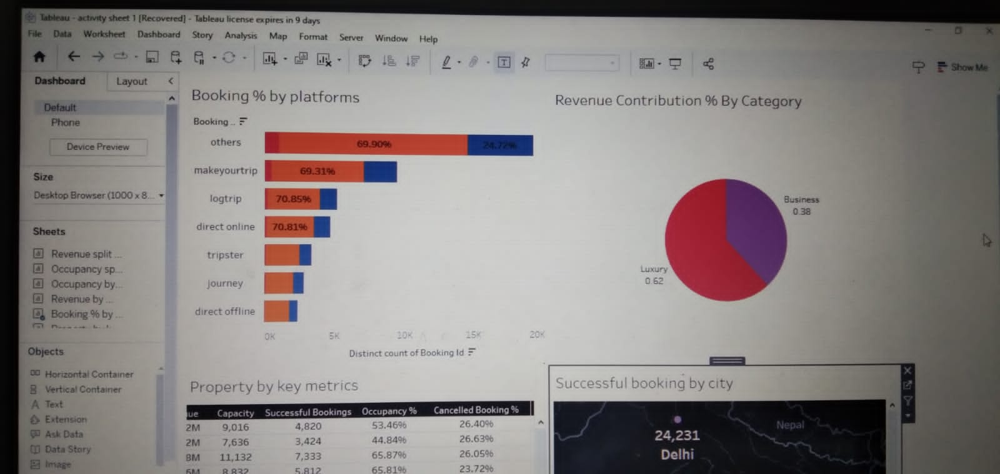 Tableau - activity sheet 1 [Recovered] - Tableau license expires in 9 days
File Data Worksheet Dashboard Story Analysis Map Format Server Window Help
Show Me
Dashboard Layout
Default
Phone
Device Preview
Size
Desktop Browser (1000 x 8...
Sheets
Revenue split ...
Occupancy sp...
Occupancy by...
Revenue by ...
Booking % by ...
Objects
Horizontal Container
Vertical Container
Text
Extension
Ask Data
Data Story
Image
Booking % by platforms
Booking ..
others 69.90% 24.72%
makeyourtrip 69.31%
logtrip 70.85%
direct online 70.81%
tripster
journey
direct offline
0K 5K 10K 15K 20K
Distinct count of Booking Id
Revenue Contribution % By Category
Business
0.38
Luxury
0.62
Property by key metrics
ue Capacity Successful Bookings Occupancy % Cancelled Booking %
2M 9,016 4,820 53.46% 26.40%
2M 7,636 3,424 44.84% 26.63%
8M 11,132 7,333 65.87% 26.05%
6M 8,832 5,812 65.81% 23.72%
Successful booking by city
Nepal
24,231
Delhi